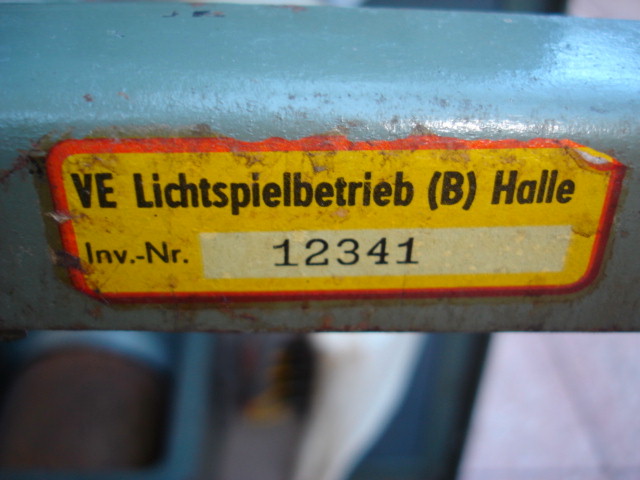 VE Lichtspielbetrieb (B) Halle
Inv.-Nr. 12341